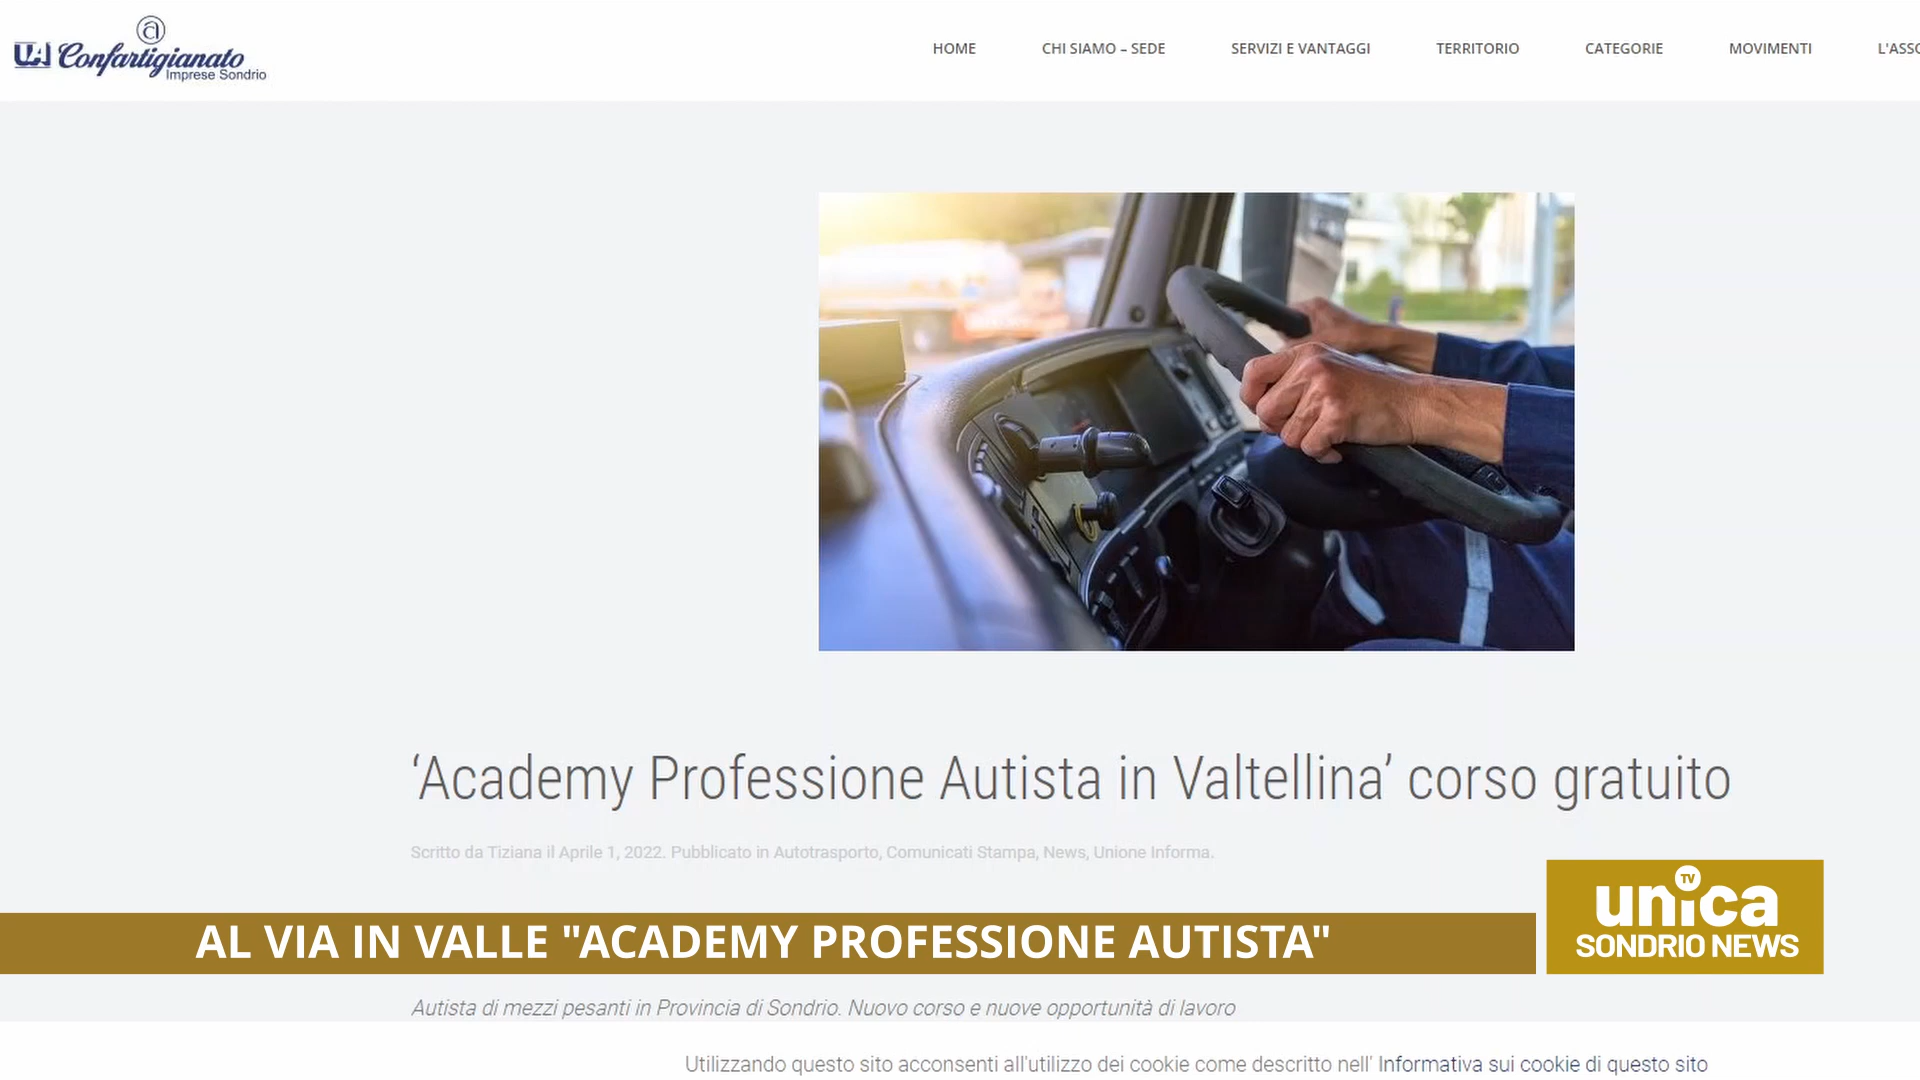 UAI Confartigianato
Imprese Sondrio
HOME
CHI SIAMO – SEDE
SERVIZI E VANTAGGI
TERRITORIO
CATEGORIE
MOVIMENTI
L'ASSO
‘Academy Professione Autista in Valtellina’ corso gratuito
Scritto da Tiziana il Aprile 1, 2022. Pubblicato in Autotrasporto, Comunicati Stampa, News, Unione Informa.
AL VIA IN VALLE "ACADEMY PROFESSIONE AUTISTA"
TV
unica
SONDRIO NEWS
Autista di mezzi pesanti in Provincia di Sondrio. Nuovo corso e nuove opportunità di lavoro
Utilizzando questo sito acconsenti all'utilizzo dei cookie come descritto nell' Informativa sui cookie di questo sito